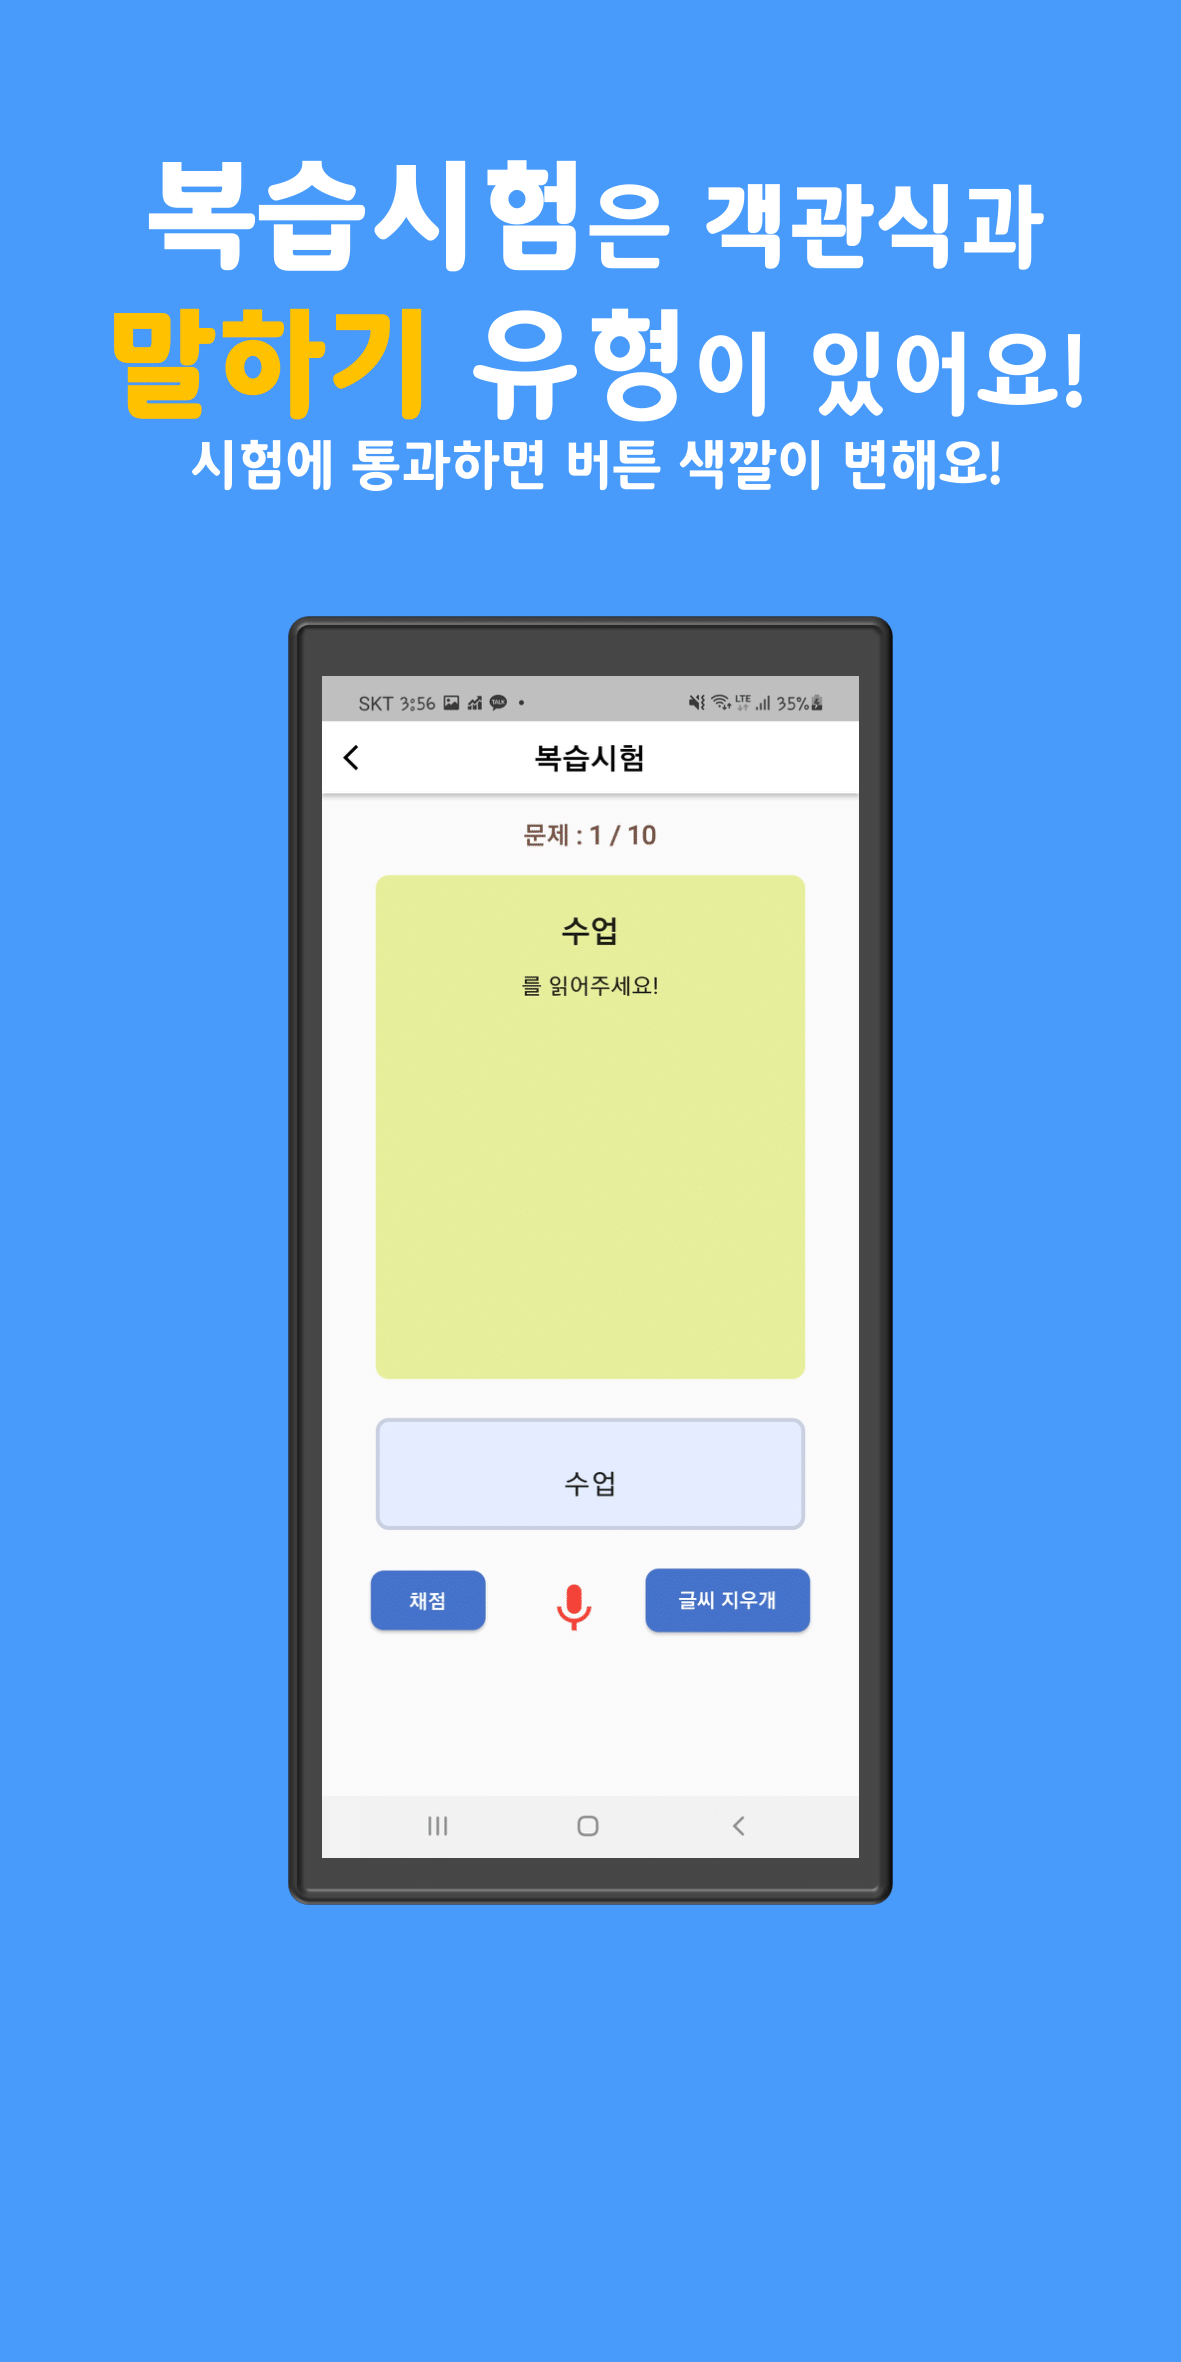 복습시험은 객관식과
말하기 유형이 있어요!
시험에 통과하면 버튼 색깔이 변해요!
SKT 3:56 TALK LTE 35%
복습시험
문제 : 1 / 10
수업
를 읽어주세요!
수업
채점 글씨 지우개